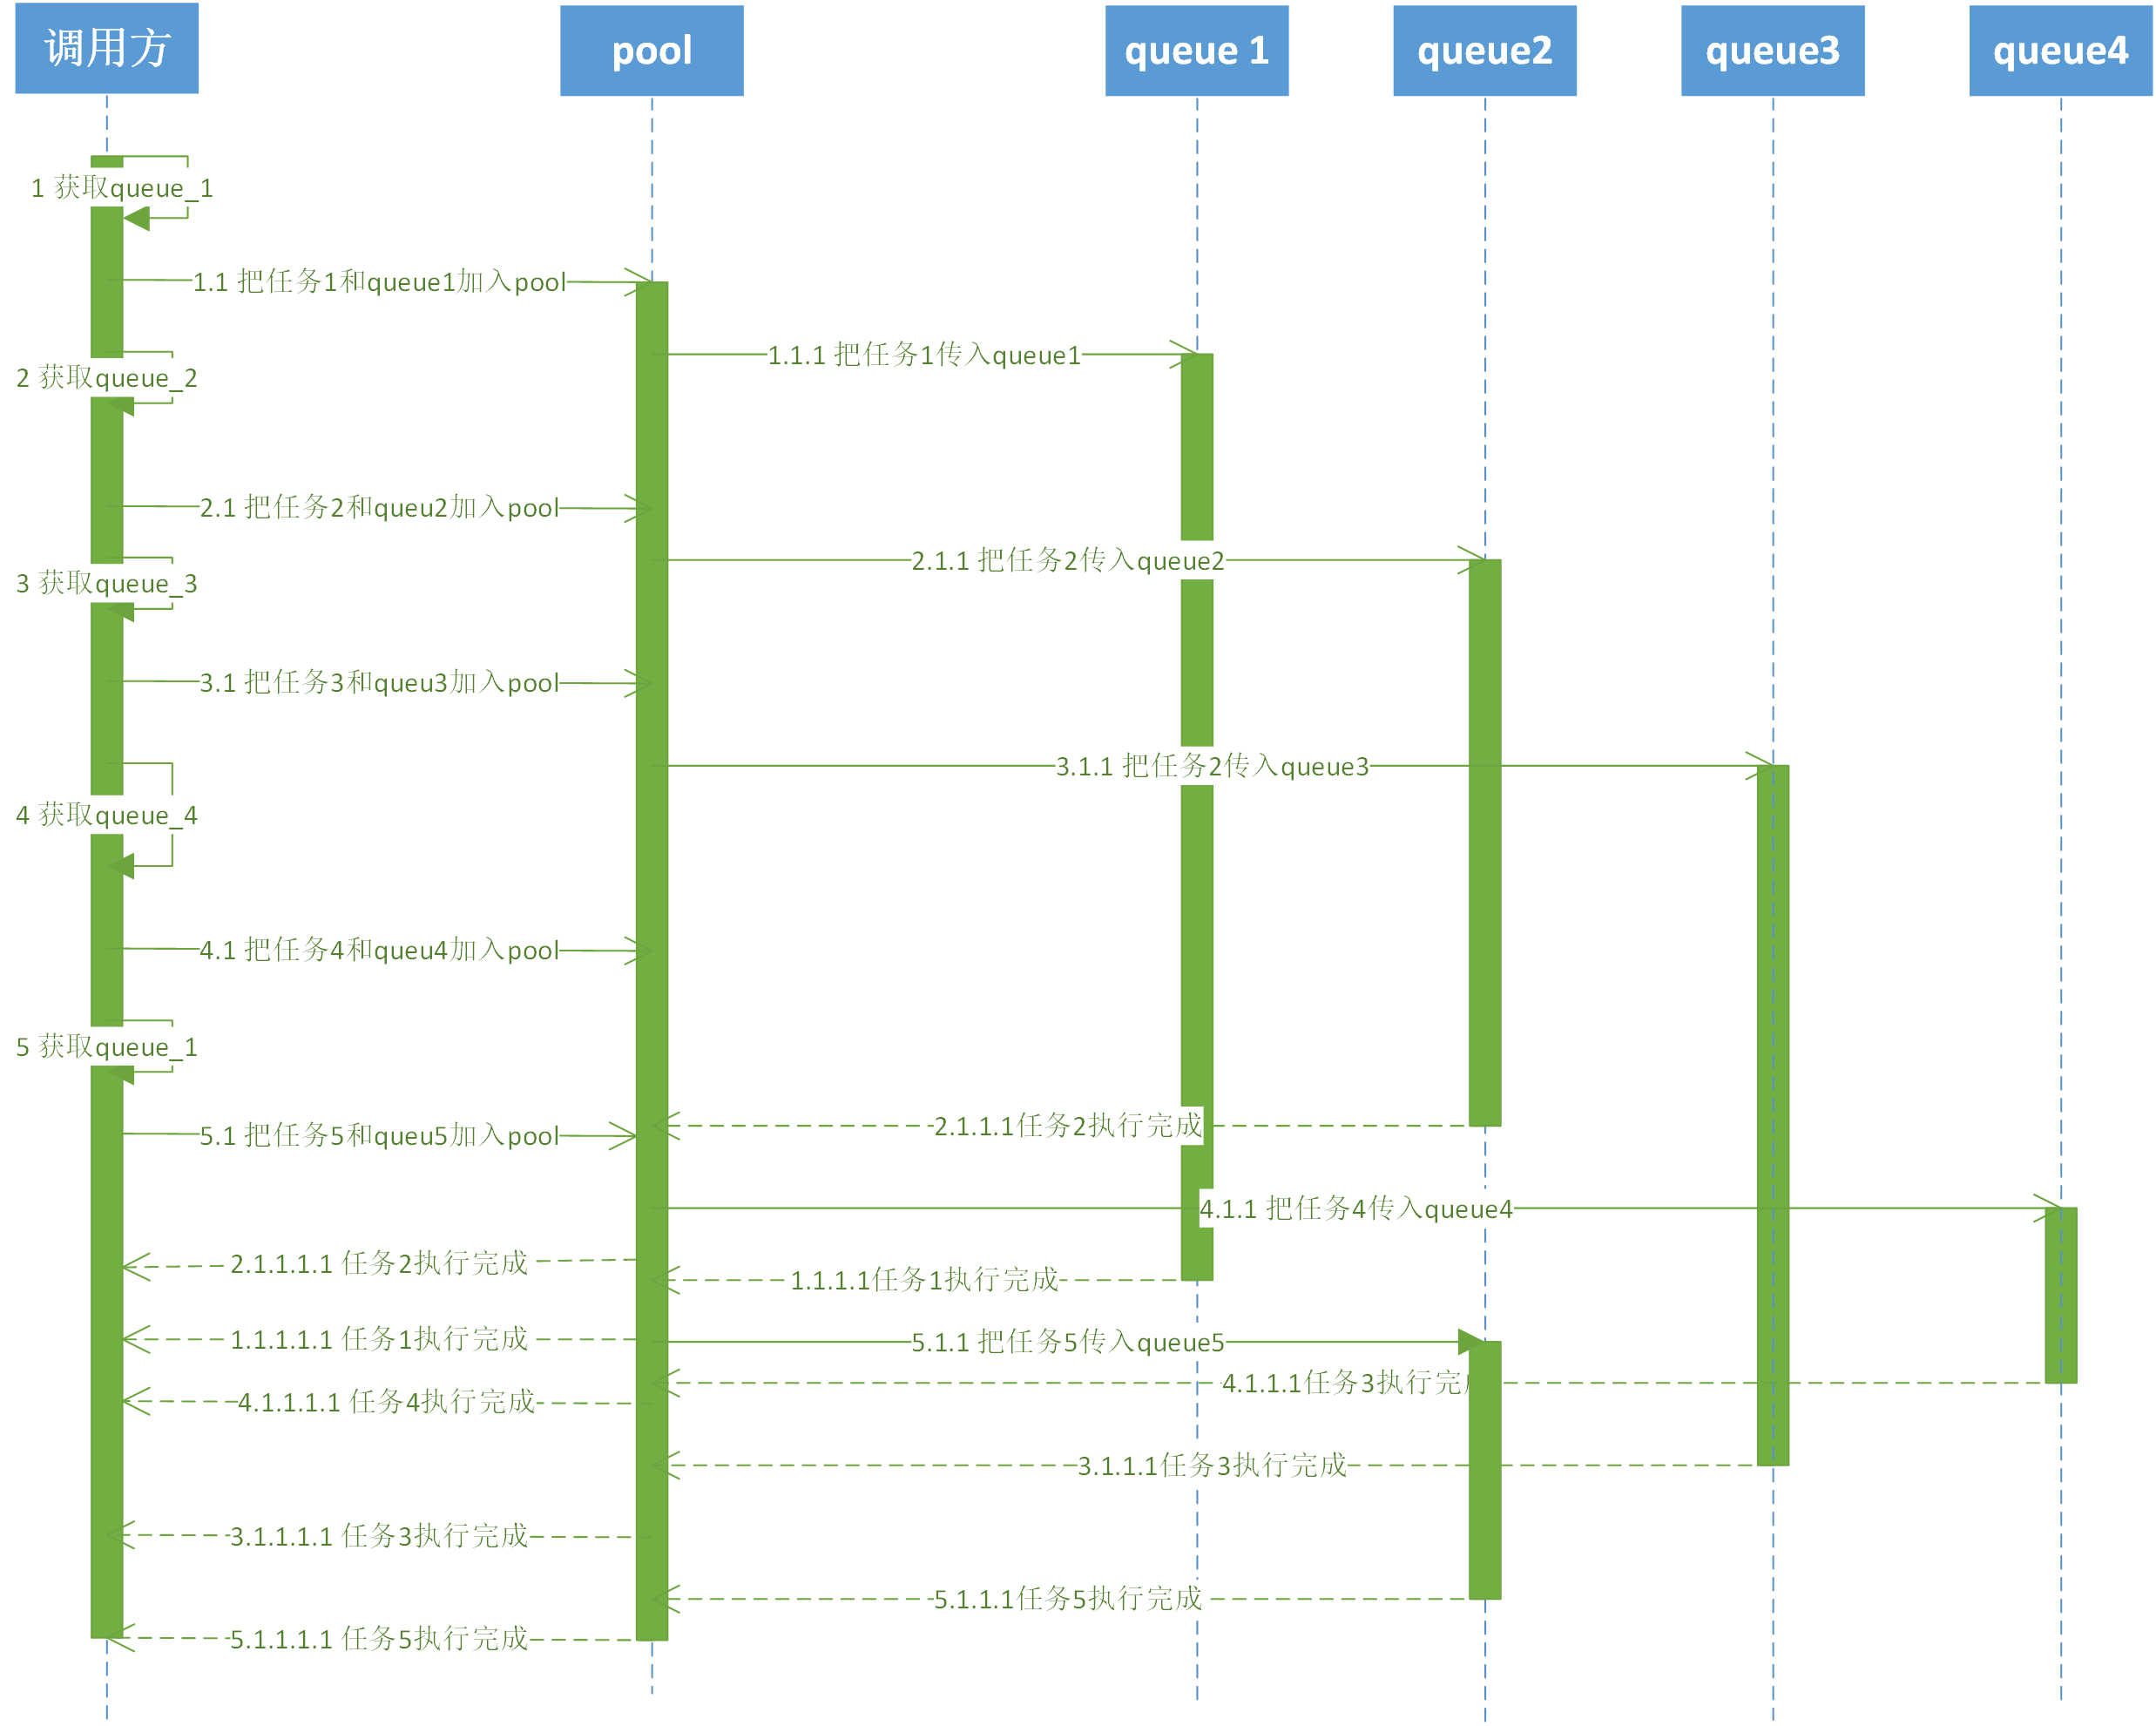 调用方
pool
queue 1
queue2
queue3
queue4
1 获取queue_1
1.1 把任务1和queue1加入pool
1.1.1 把任务1传入queue1
2 获取queue_2
2.1 把任务2和queu2加入pool
2.1.1 把任务2传入queue2
3 获取queue_3
3.1 把任务3和queu3加入pool
3.1.1 把任务2传入queue3
4 获取queue_4
4.1 把任务4和queu4加入pool
5 获取queue_1
5.1 把任务5和queu5加入pool
2.1.1.1任务2执行完成
4.1.1 把任务4传入queue4
2.1.1.1.1 任务2执行完成
1.1.1.1任务1执行完成
1.1.1.1.1 任务1执行完成
5.1.1 把任务5传入queue5
4.1.1.1任务3执行完成
4.1.1.1.1 任务4执行完成
3.1.1.1任务3执行完成
3.1.1.1.1 任务3执行完成
5.1.1.1任务5执行完成
5.1.1.1.1 任务5执行完成